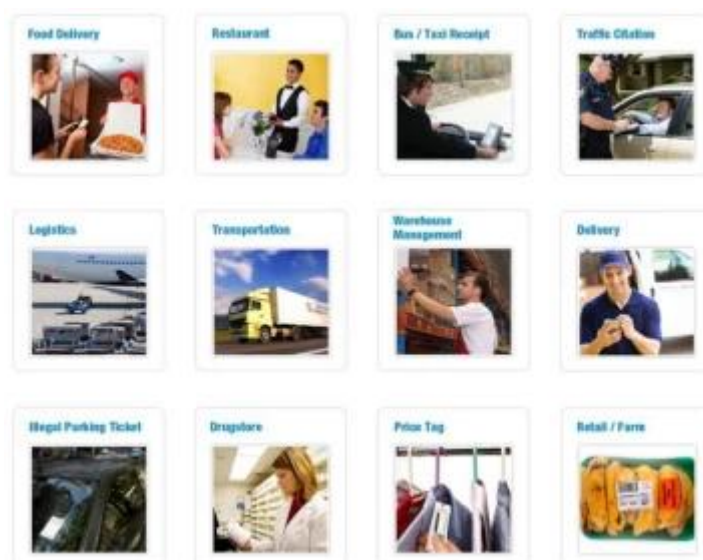 Food Delivery
Restaurant
Bus / Taxi Receipt
Traffic Citation
Logistics
Transportation
Warehouse
Management
Delivery
Illegal Parking Ticket
Drugstore
Price Tag
Retail / Farm